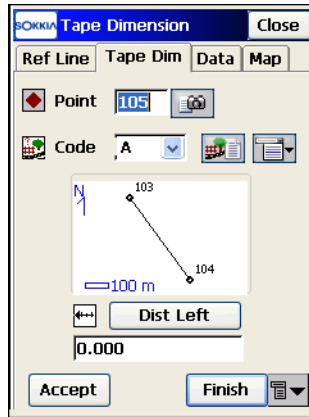 SOKKIA Tape Dimension Close
Ref Line Tape Dim Data Map
Point 105
Code A
N
103
104
100 m
Dist Left
0.000
Accept Finish